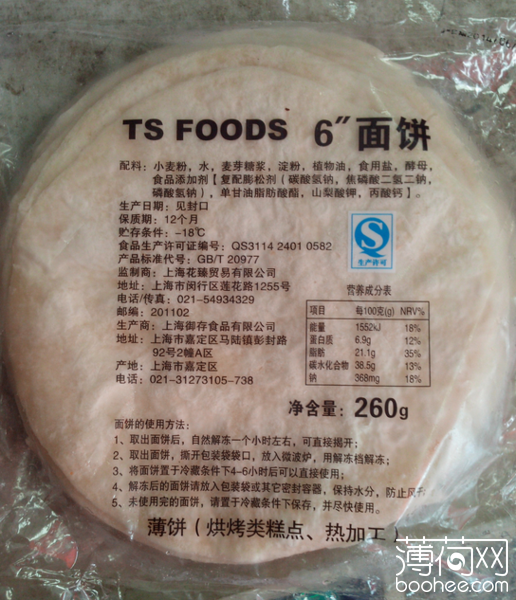 TS FOODS 6″面饼
配料：小麦粉，水，麦芽糖浆，淀粉，植物油，食用盐，酵母，
食品添加剂【复配膨松剂（碳酸氢钠，焦磷酸二氢二钠，
磷酸氢钠），单甘油脂肪酸酯，山梨酸钾，丙酸钙】。
生产日期：见封口
保质期：12个月
贮存条件：-18℃
食品生产许可证编号：QS3114 2401 0582
产品标准代号：GB/T 20977
监制商：上海花臻贸易有限公司
地址：上海市闵行区莲花路1255号
电话/传真：021-54934329
邮编：201102
生产商：上海御存食品有限公司
地址：上海市嘉定区马陆镇彭封路
92号2幢A区
产地：上海市嘉定区
电话：021-31273105-738
生产许可
营养成分表
项目 每100克(g) NRV%
能量 1552kJ 18%
蛋白质 6.9g 12%
脂肪 21.1g 35%
碳水化合物 38.5g 13%
钠 368mg 18%
净含量：260g
面饼的使用方法：
1、取出面饼后，自然解冻一个小时左右，可直接揭开；
2、取出面饼，撕开包装袋袋口，放入微波炉，用解冻档解冻；
3、将面饼置于冷藏条件下4-6小时后可以直接使用；
4、解冻后的面饼请放入包装袋或其它密封容器，保持水分，防止风
5、未使用完的面饼，请置于冷藏条件下保存，并尽快使用。
薄饼（烘烤类糕点、热加工）
薄荷网
boohee.com